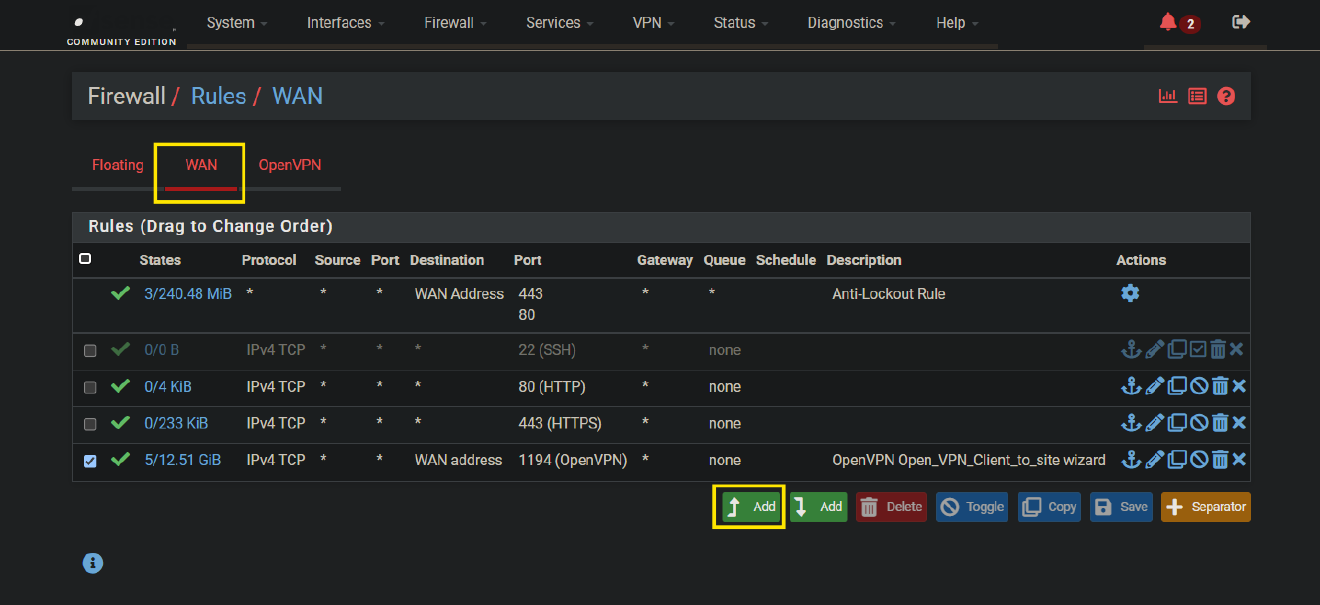 COMMUNITY EDITION
System Interfaces Firewall Services VPN Status Diagnostics Help 2
Firewall / Rules / WAN
Floating WAN OpenVPN
Rules (Drag to Change Order)
States Protocol Source Port Destination Port Gateway Queue Schedule Description Actions
3/240.48 MiB * * * WAN Address 443 * * Anti-Lockout Rule
80
0/0 B IPv4 TCP * * * 22 (SSH) * none
0/4 KiB IPv4 TCP * * * 80 (HTTP) * none
0/233 KiB IPv4 TCP * * * 443 (HTTPS) * none
5/12.51 GiB IPv4 TCP * * WAN address 1194 (OpenVPN) * none OpenVPN Open_VPN_Client_to_site wizard
Add Add Delete Toggle Copy Save Separator